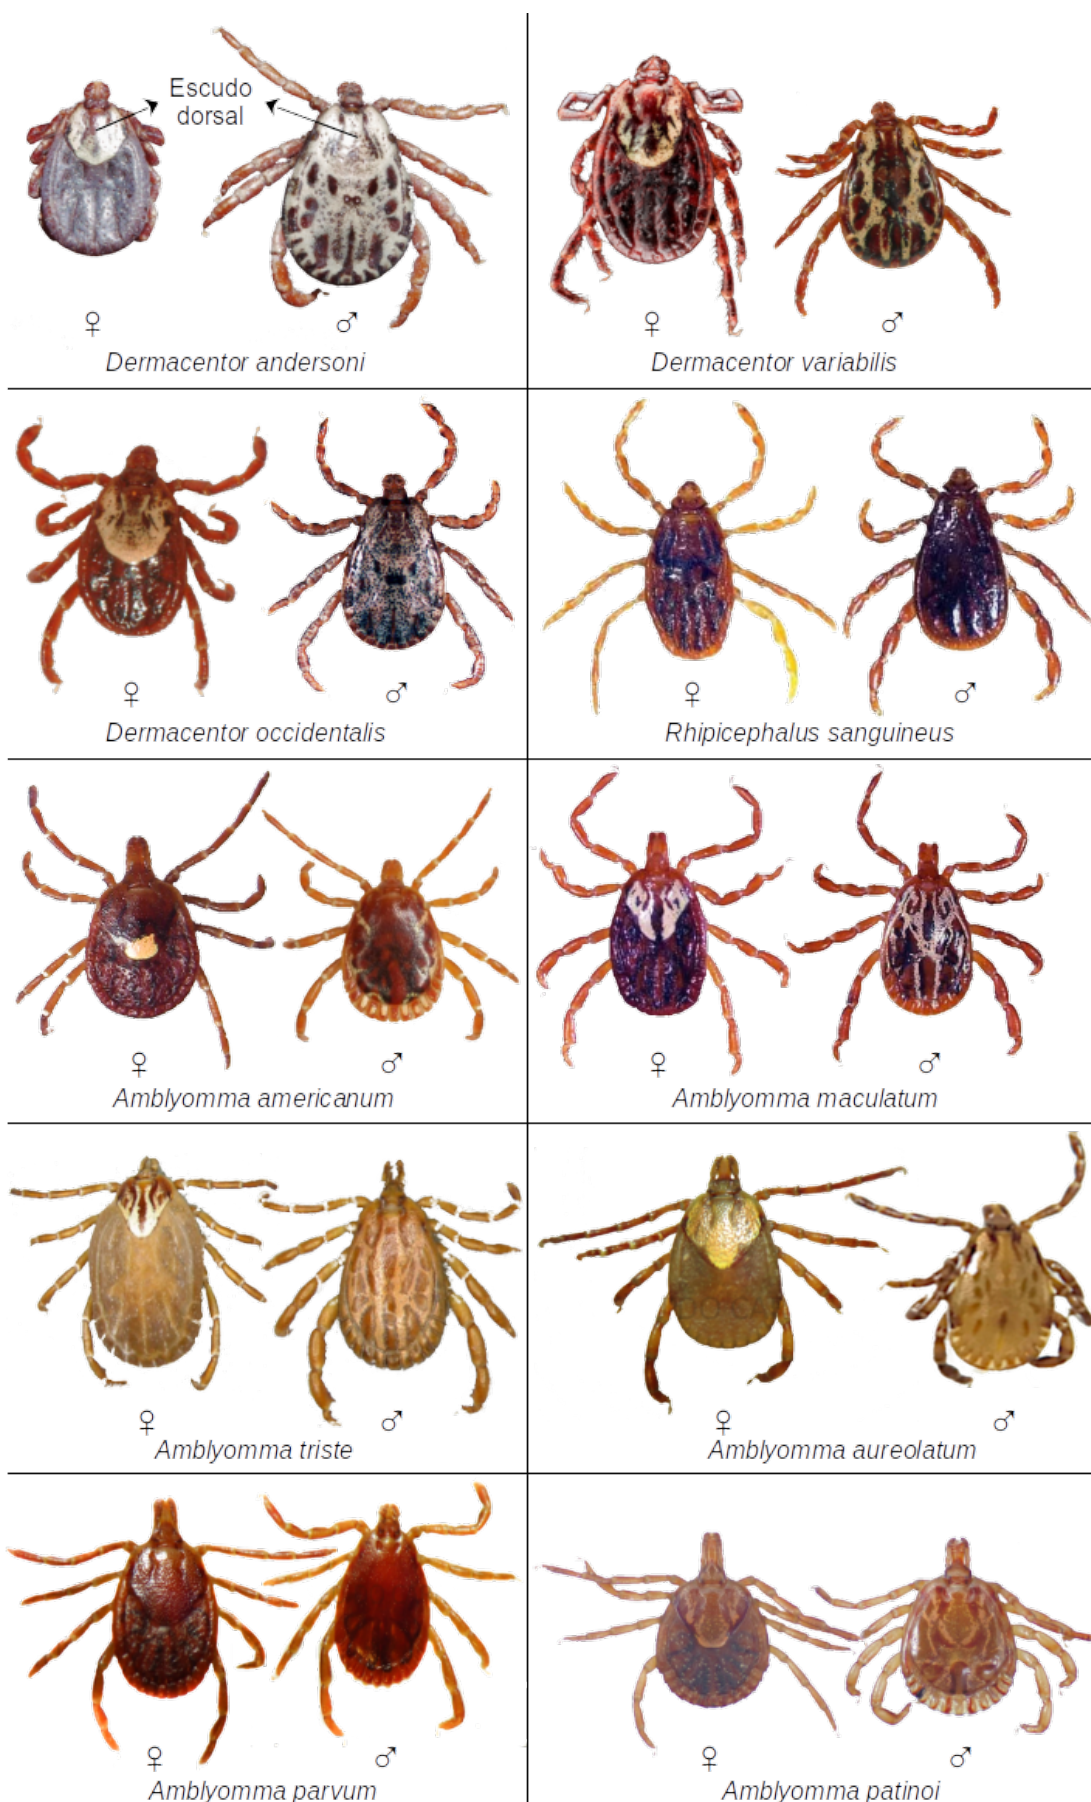 Escudo
dorsal
♀ ♂
Dermacentor andersoni
♀ ♂
Dermacentor variabilis
♀ ♂
Dermacentor occidentalis
♀ ♂
Rhipicephalus sanguineus
♀ ♂
Amblyomma americanum
♀ ♂
Amblyomma maculatum
♀ ♂
Amblyomma triste
♀ ♂
Amblyomma aureolatum
♀ ♂
Amblyomma parvum
♀ ♂
Amblyomma patinoi